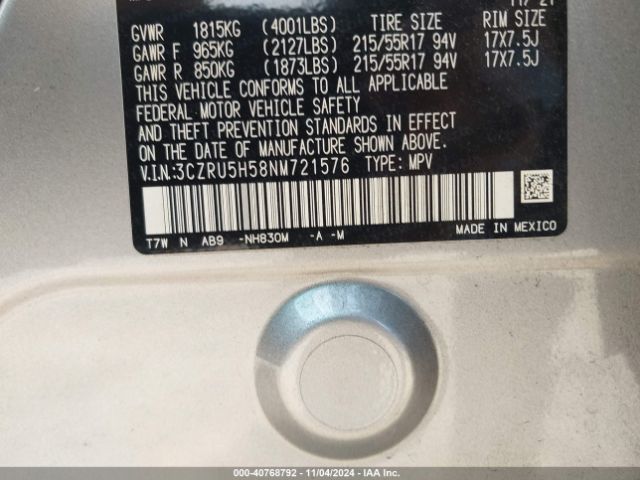 GVWR 1815KG (4001LBS) TIRE SIZE RIM SIZE
GAWR F 965KG (2127LBS) 215/55R17 94V 17X7.5J
GAWR R 850KG (1873LBS) 215/55R17 94V 17X7.5J
THIS VEHICLE CONFORMS TO ALL APPLICABLE
FEDERAL MOTOR VEHICLE SAFETY
AND THEFT PREVENTION STANDARDS IN EFFECT
ON THE DATE OF MANUFACTURE SHOWN ABOVE.
V.I.N:3CZRU5H58NM721576 TYPE: MPV
T7W N AB9 -NH830M -A -M MADE IN MEXICO
000-40768792 - 11/04/2024 - IAA Inc.